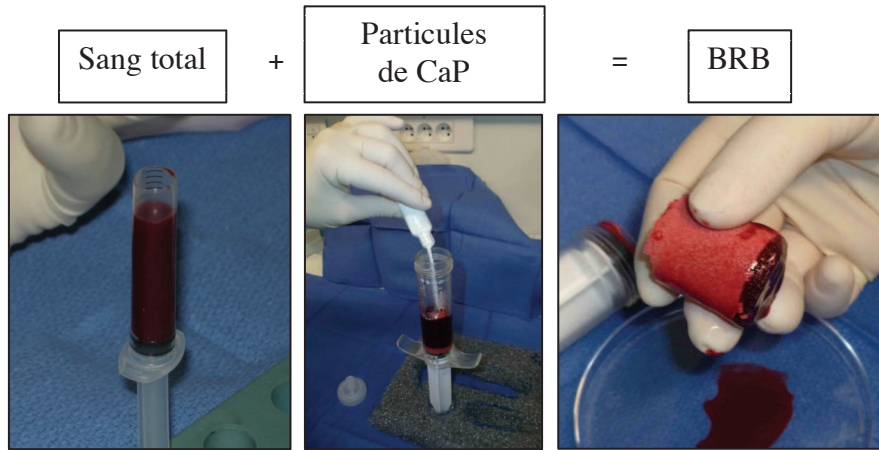 Sang total
+
Particules
de CaP
=
BRB